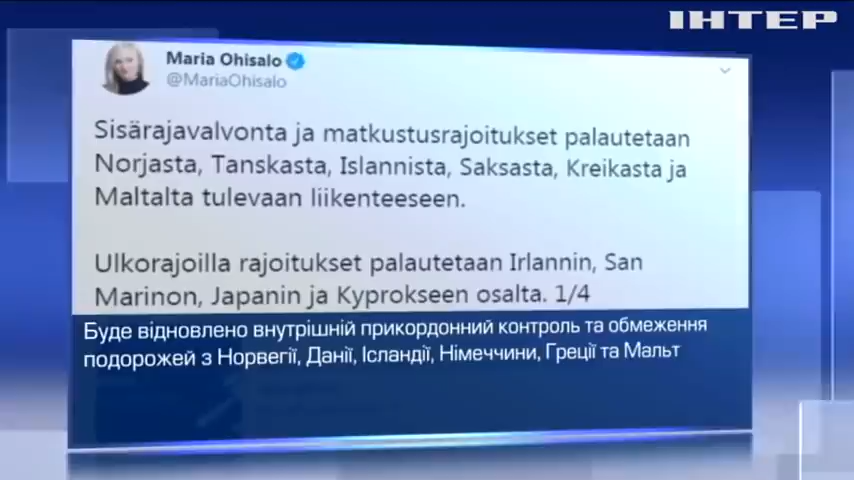 ІНТЕР
Maria Ohisalo
@MariaOhisalo
Sisärajavalvonta ja matkustusrajoitukset palautetaan
Norjasta, Tanskasta, Islannista, Saksasta, Kreikasta ja
Maltalta tulevaan liikenteeseen.
Ulkorajoilla rajoitukset palautetaan Irlannin, San
Marinon, Japanin ja Kyprokseen osalta. 1/4
Буде відновлено внутрішній прикордонний контроль та обмеження
подорожей з Норвегії, Данії, Ісландії, Німеччини, Греції та Мальт